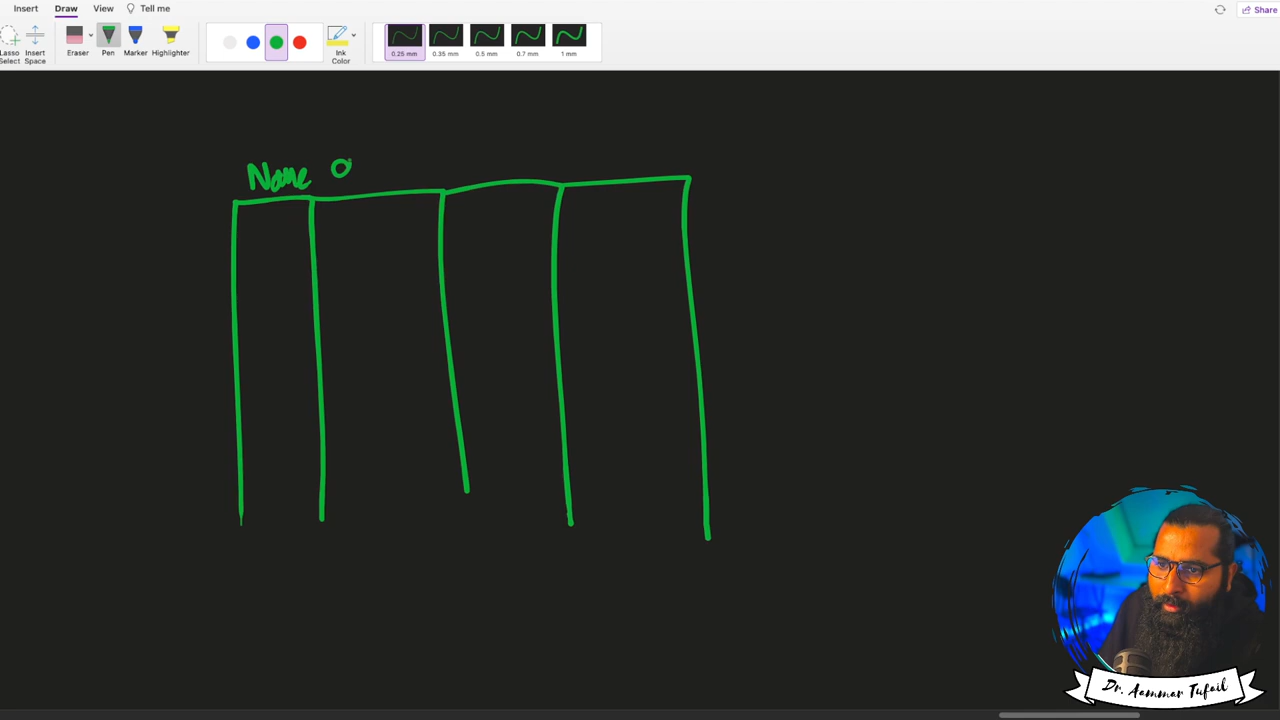 Insert Draw View Tell me
Share
Lasso Select
Insert Space
Eraser
Pen
Marker
Highlighter
Ink Color
0.25 mm
0.35 mm
0.5 mm
0.7 mm
1 mm
Name
Dr. Aammar Tufail